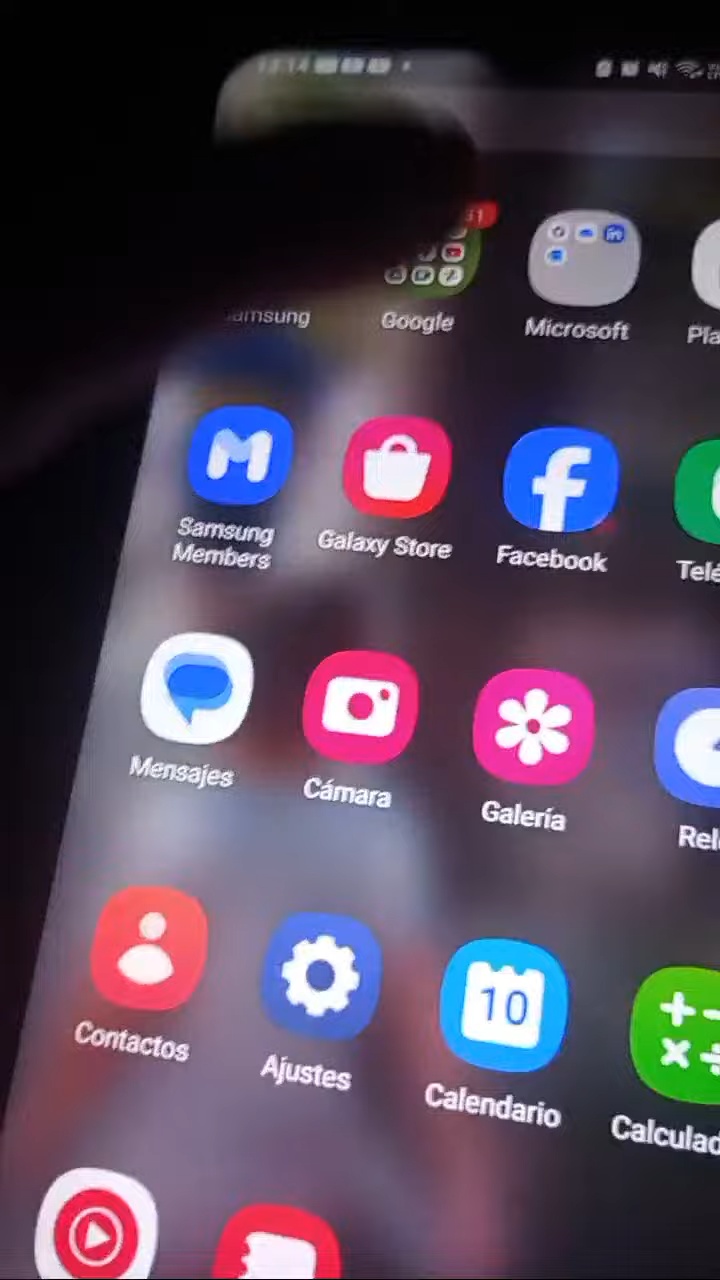 Google
Microsoft
Samsung
Members
Galaxy Store
Facebook
Mensajes
Cámara
Galería
Contactos
Ajustes
10
Calendario